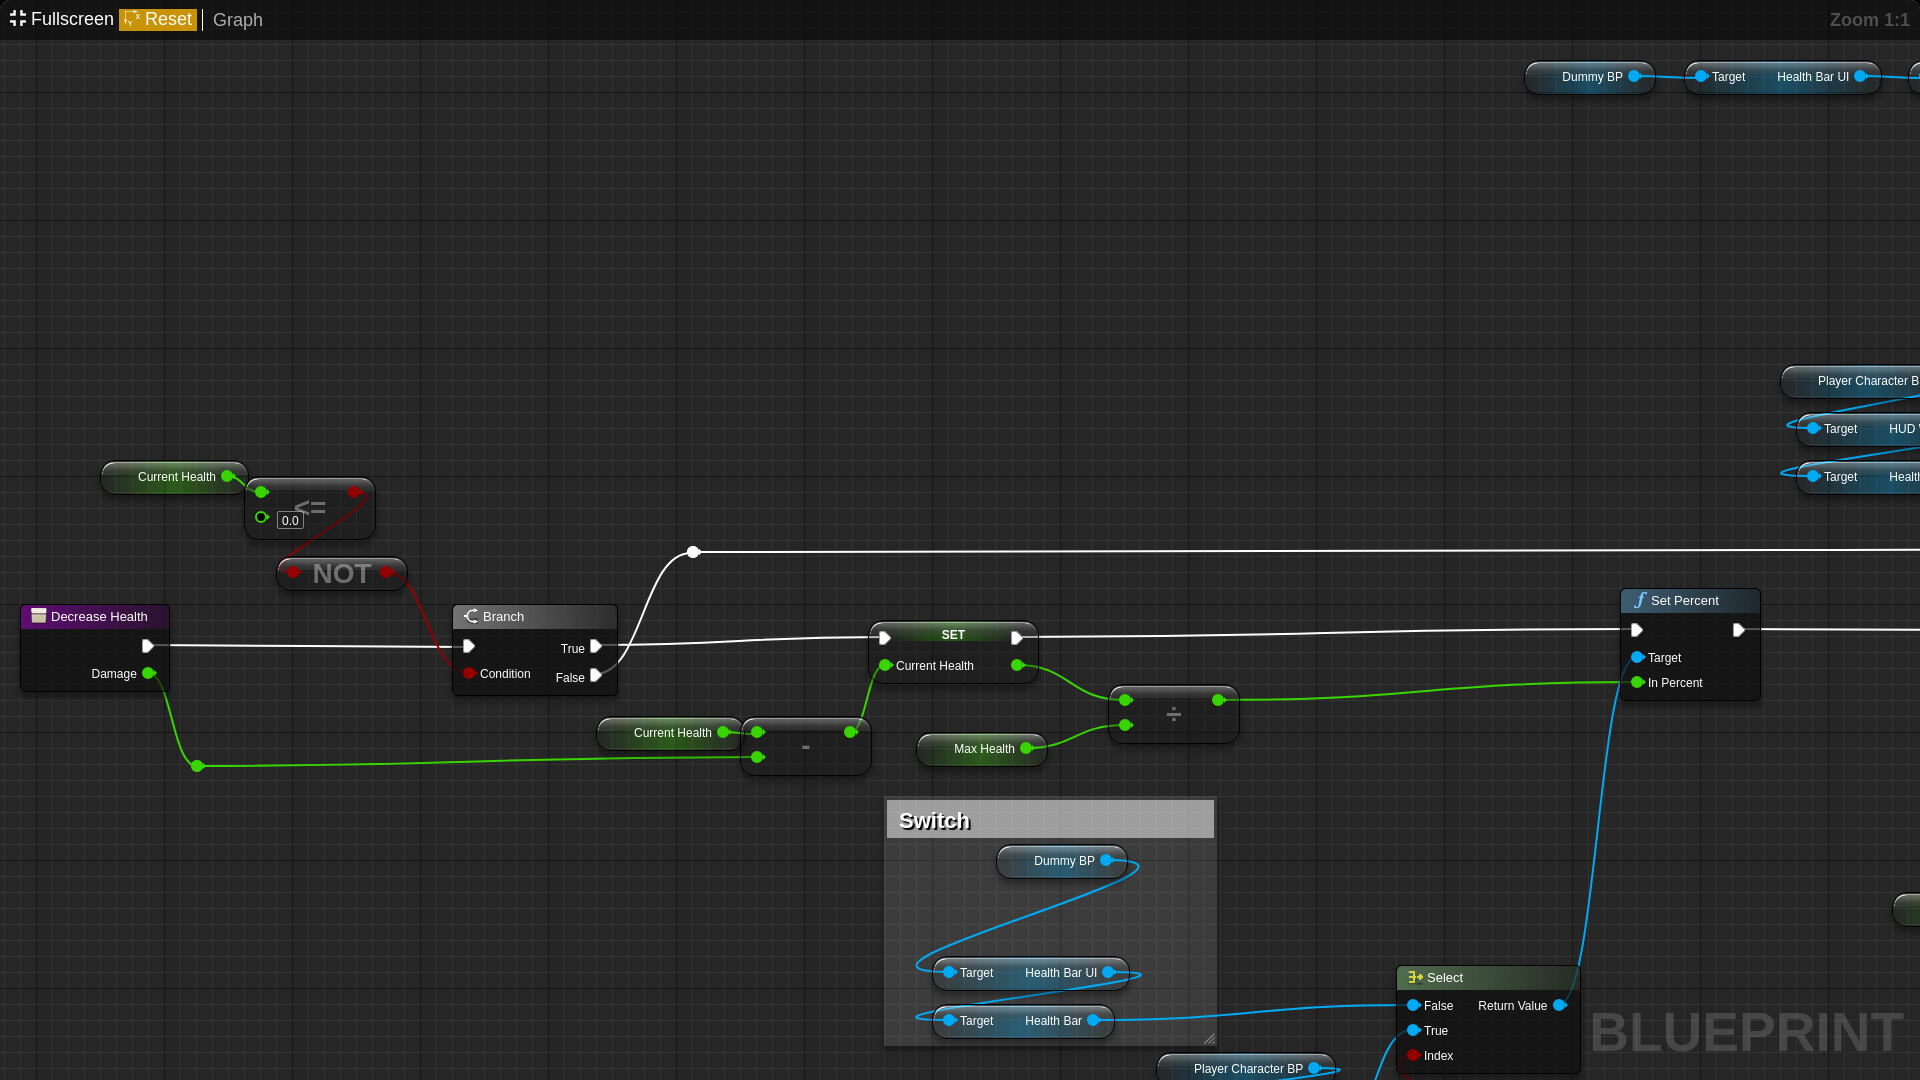 Fullscreen Reset Graph
Zoom 1:1
Dummy BP
Target Health Bar UI
Player Character B
Target HUD
Target Healt
Current Health
<=
0.0
NOT
Decrease Health
Damage
Branch
True
Condition
False
SET
Current Health
Set Percent
Target
In Percent
÷
Current Health
-
Max Health
Switch
Dummy BP
Target Health Bar UI
Target Health Bar
Select
False Return Value
True
Index
Player Character BP
BLUEPRINT